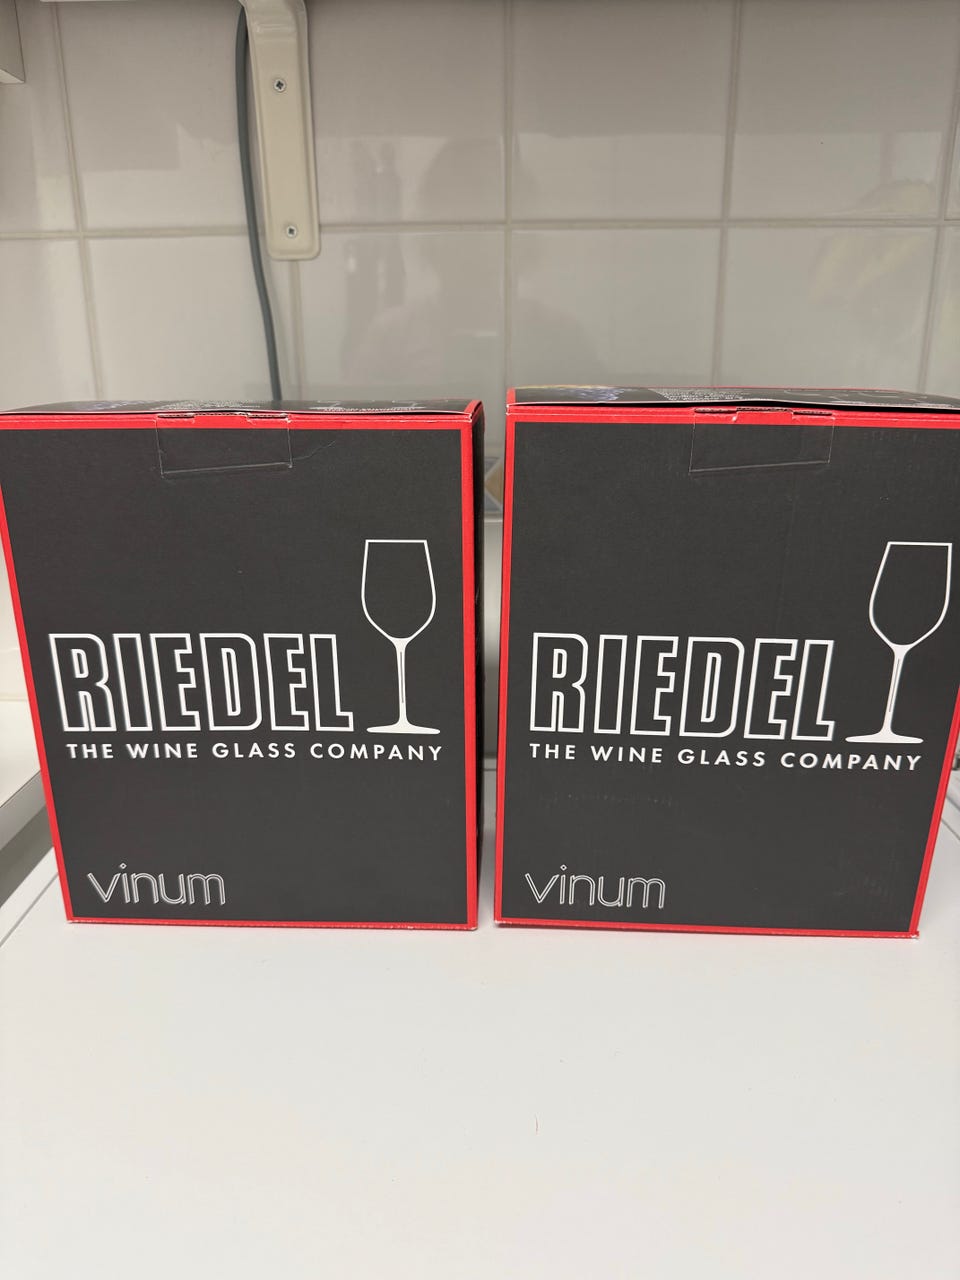 RIEDEL
THE WINE GLASS COMPANY
vinum
RIEDEL
THE WINE GLASS COMPANY
vinum